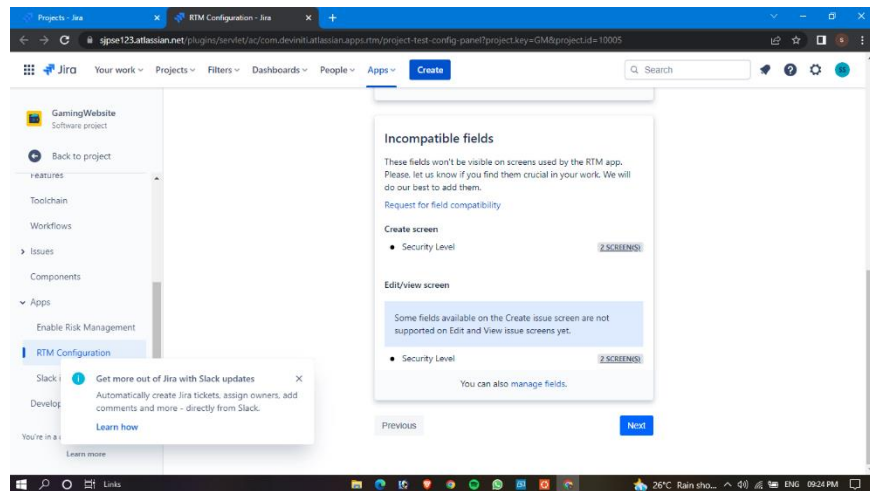 Projects - Jira
RTM Configuration - Jira
sjpse123.atlassian.net/plugins/servlet/ac/com.deviniti.atlassian.apps.rtm/project-test-config-panel?project.key=GM&project.id=10005
Jira Your work Projects Filters Dashboards People Apps Create Search
GamingWebsite
Software project
Back to project
Features
Toolchain
Workflows
Issues
Components
Apps
Enable Risk Management
RTM Configuration
Slack
Develop
You're in a
Learn more
Get more out of Jira with Slack updates
Automatically create Jira tickets, assign owners, add
comments and more - directly from Slack.
Learn how
Incompatible fields
These fields won't be visible on screens used by the RTM app.
Please, let us know if you find them crucial in your work. We will
do our best to add them.
Request for field compatibility
Create screen
Security Level 2 SCREEN(S)
Edit/view screen
Some fields available on the Create issue screen are not
supported on Edit and View issue screens yet.
Security Level 2 SCREEN(S)
You can also manage fields.
Previous Next
Links 26°C Rain sho... ENG 09:24 PM